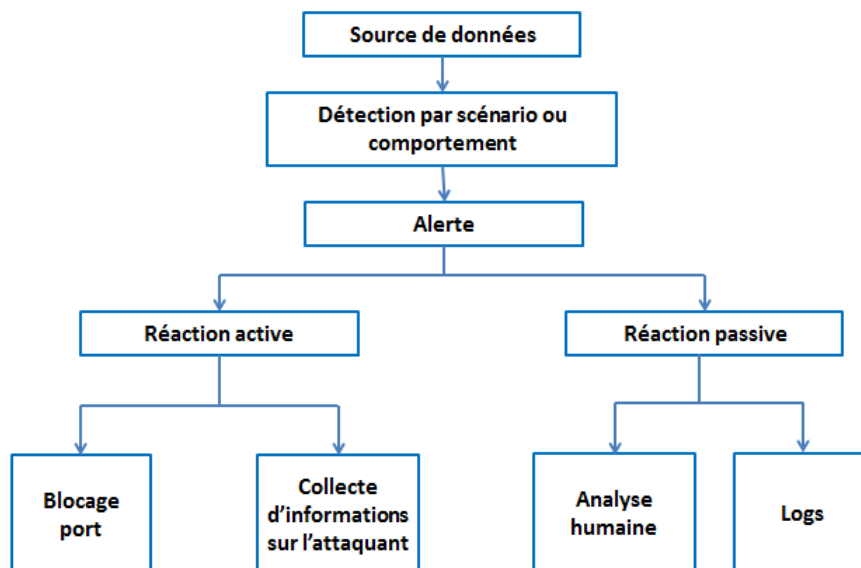 Source de données
Détection par scénario ou
comportement
Alerte
Réaction active
Réaction passive
Blocage
port
Collecte
d’informations
sur l’attaquant
Analyse
humaine
Logs